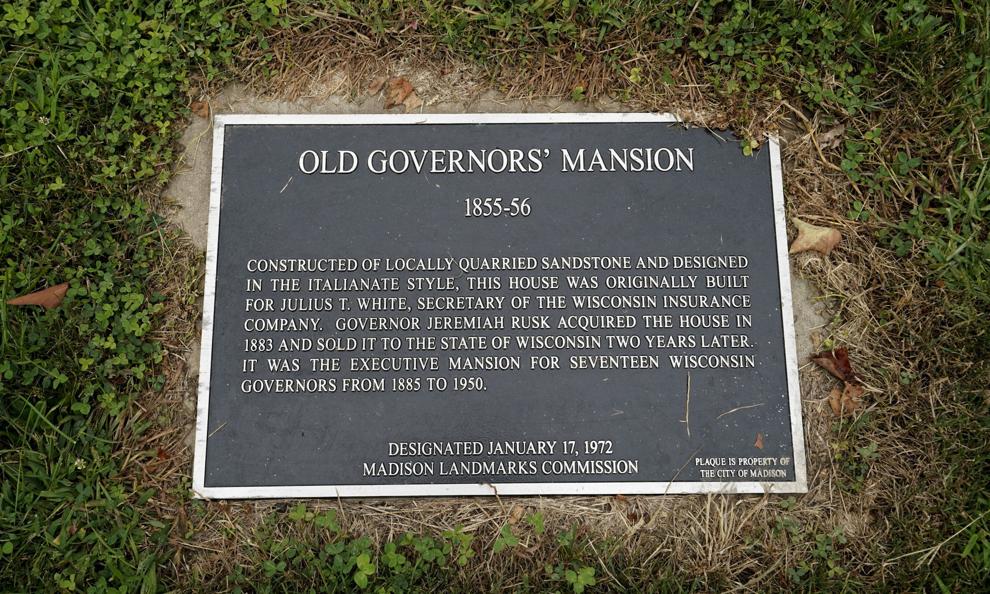 OLD GOVERNORS' MANSION
1855-56
CONSTRUCTED OF LOCALLY QUARRIED SANDSTONE AND DESIGNED
IN THE ITALIANATE STYLE, THIS HOUSE WAS ORIGINALLY BUILT
FOR JULIUS T. WHITE, SECRETARY OF THE WISCONSIN INSURANCE
COMPANY. GOVERNOR JEREMIAH RUSK ACQUIRED THE HOUSE IN
1883 AND SOLD IT TO THE STATE OF WISCONSIN TWO YEARS LATER.
IT WAS THE EXECUTIVE MANSION FOR SEVENTEEN WISCONSIN
GOVERNORS FROM 1885 TO 1950.
DESIGNATED JANUARY 17, 1972
MADISON LANDMARKS COMMISSION
PLAQUE IS PROPERTY OF
THE CITY OF MADISON